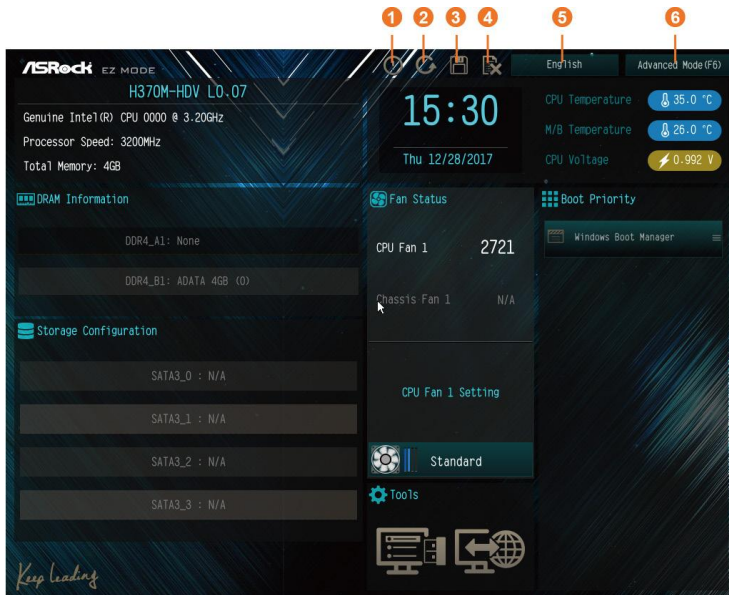 1 2 3 4 5 6
ASRock EZ MODE
English
Advanced Mode(F6)
H370M-HDV L0.07
Genuine Intel(R) CPU 0000 @ 3.20GHz
Processor Speed: 3200MHz
Total Memory: 4GB
15:30
Thu 12/28/2017
CPU Temperature 35.0 °C
M/B Temperature 26.0 °C
CPU Voltage 0.992 V
DRAM Information
DDR4_A1: None
DDR4_B1: ADATA 4GB (0)
Storage Configuration
SATA3_0 : N/A
SATA3_1 : N/A
SATA3_2 : N/A
SATA3_3 : N/A
Fan Status
CPU Fan 1 2721
Chassis Fan 1 N/A
CPU Fan 1 Setting
Standard
Tools
Boot Priority
Windows Boot Manager
Keep Leading